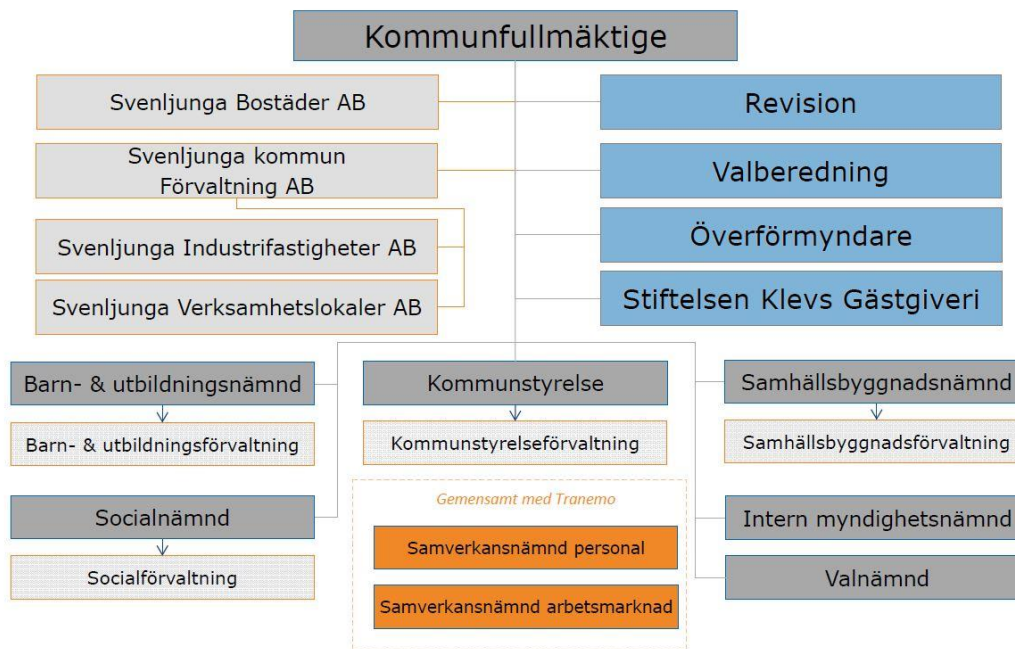 Kommunfullmäktige
Svenljunga Bostäder AB
Revision
Svenljunga kommun
Förvaltning AB
Valberedning
Svenljunga Industrifastigheter AB
Överförmyndare
Svenljunga Verksamhetslokaler AB
Stiftelsen Klevs Gästgiveri
Barn- & utbildningsnämnd
Kommunstyrelse
Samhällsbyggnadsnämnd
Barn- & utbildningsförvaltning
Kommunstyrelseförvaltning
Samhällsbyggnadsförvaltning
Gemensamt med Tranemo
Socialnämnd
Intern myndighetsnämnd
Samverkansnämnd personal
Socialförvaltning
Valnämnd
Samverkansnämnd arbetsmarknad